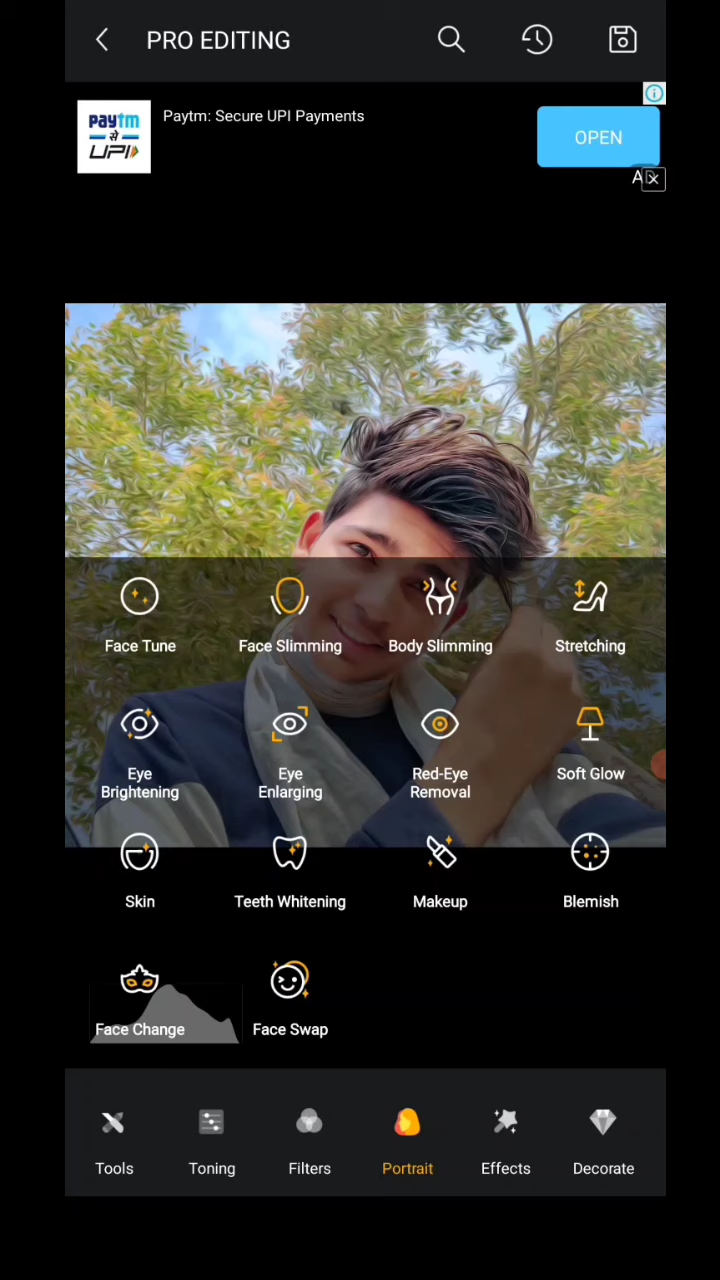 PRO EDITING
paytm
से
UPI
Paytm: Secure UPI Payments
OPEN
Face Tune
Face Slimming
Body Slimming
Stretching
Eye
Brightening
Eye
Enlarging
Red-Eye
Removal
Soft Glow
Skin
Teeth Whitening
Makeup
Blemish
Face Change
Face Swap
Tools
Toning
Filters
Portrait
Effects
Decorate